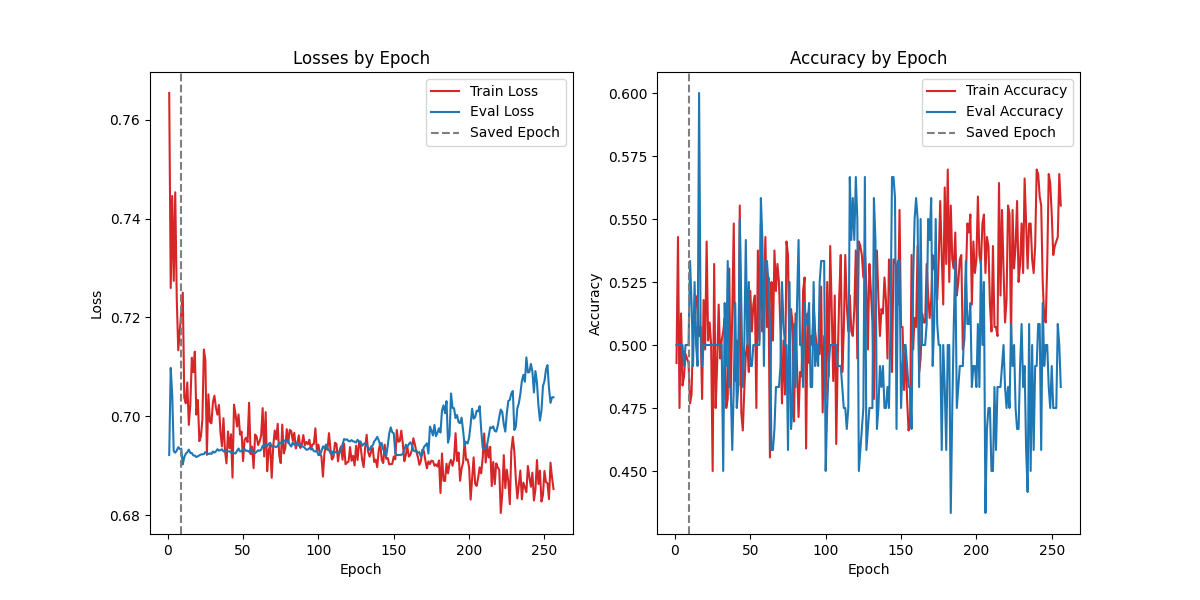 Losses by Epoch
Train Loss
Eval Loss
Saved Epoch
0.76
0.74
0.72
0.70
0.68
Loss
0
50
100
150
200
250
Epoch
Accuracy by Epoch
Train Accuracy
Eval Accuracy
Saved Epoch
0.600
0.575
0.550
0.525
0.500
0.475
0.450
Accuracy
0
50
100
150
200
250
Epoch